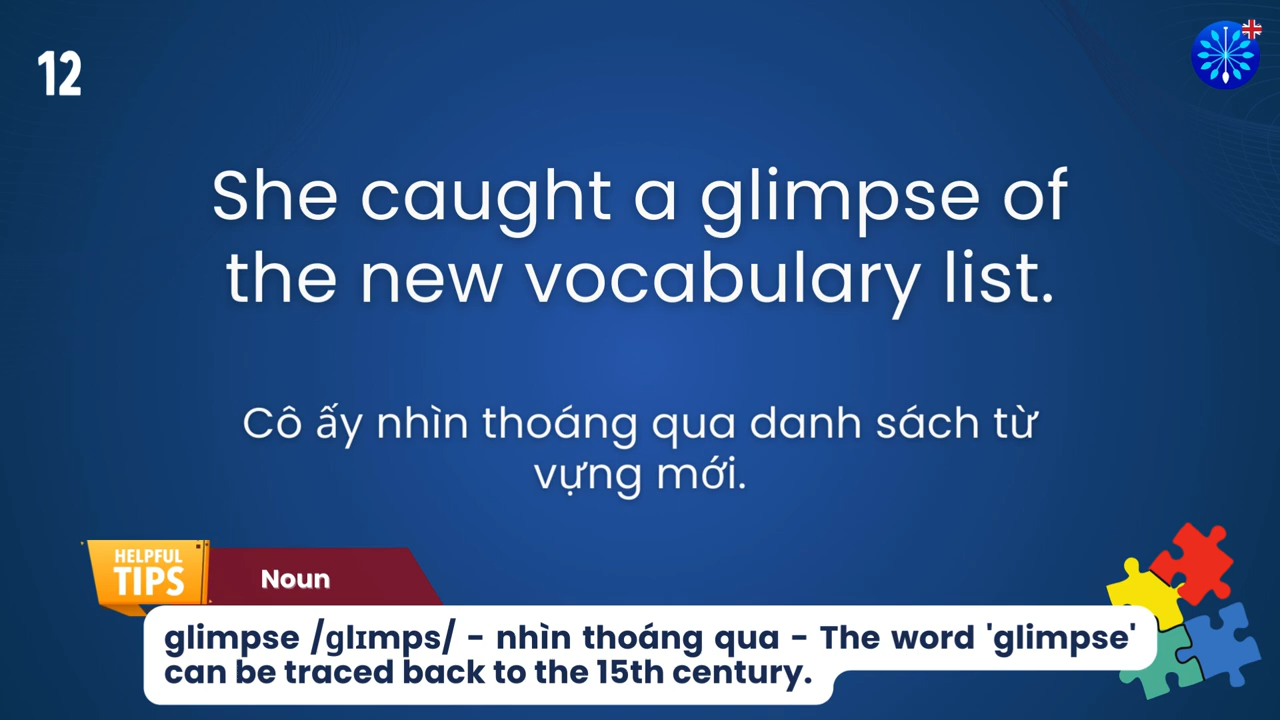 12
She caught a glimpse of
the new vocabulary list.
Cô ấy nhìn thoáng qua danh sách từ
vựng mới.
HELPFUL
TIPS
Noun
glimpse /ɡlɪmps/ - nhìn thoáng qua - The word 'glimpse'
can be traced back to the 15th century.